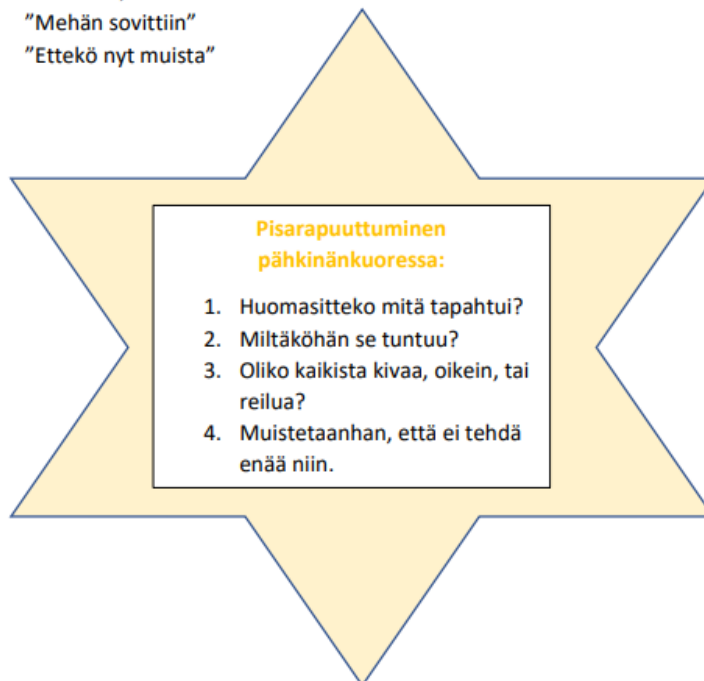 ”Mehän sovittiin”
”Ettekö nyt muista”
Pisarapuuttuminen
pähkinänkuoressa:
1. Huomasitteko mitä tapahtui?
2. Miltäköhän se tuntuu?
3. Oliko kaikista kivaa, oikein, tai
reilua?
4. Muistetaanhan, että ei tehdä
enää niin.